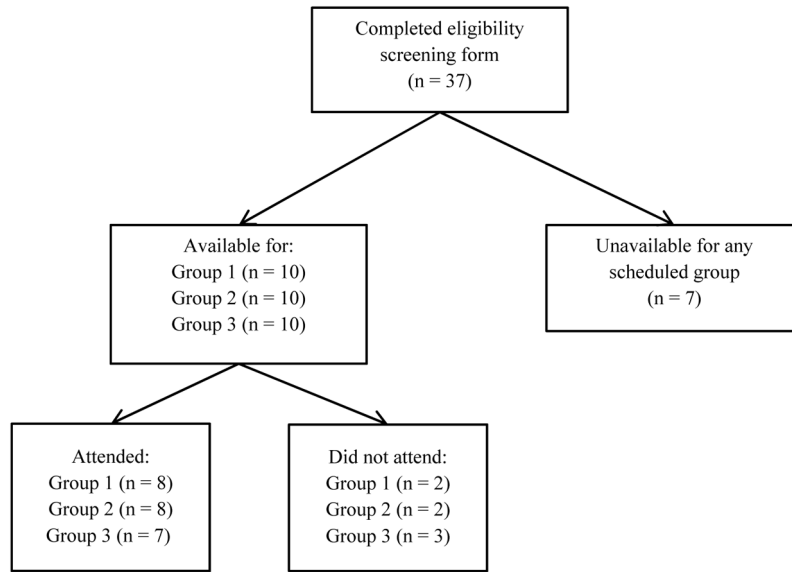 Completed eligibility
screening form
(n = 37)
Available for:
Group 1 (n = 10)
Group 2 (n = 10)
Group 3 (n = 10)
Unavailable for any
scheduled group
(n = 7)
Attended:
Group 1 (n = 8)
Group 2 (n = 8)
Group 3 (n = 7)
Did not attend:
Group 1 (n = 2)
Group 2 (n = 2)
Group 3 (n = 3)